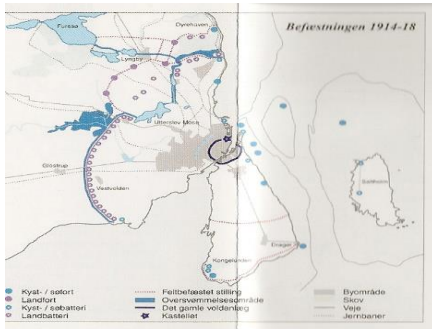 Befæstningen 1914-18
Furesø
Dyrehaven
Lyngby
Utterslev Mose
Glostrup
Vestvolden
Saltholm
Dragør
Kongelunden
Kyst- / søfort
Landfort
Kyst- / søbatteri
Landbatteri
Feltbefæstet stilling
Oversvømmelsesområde
Det gamle voldanlæg
Kastellet
Byområde
Skov
Veje
Jernbaner